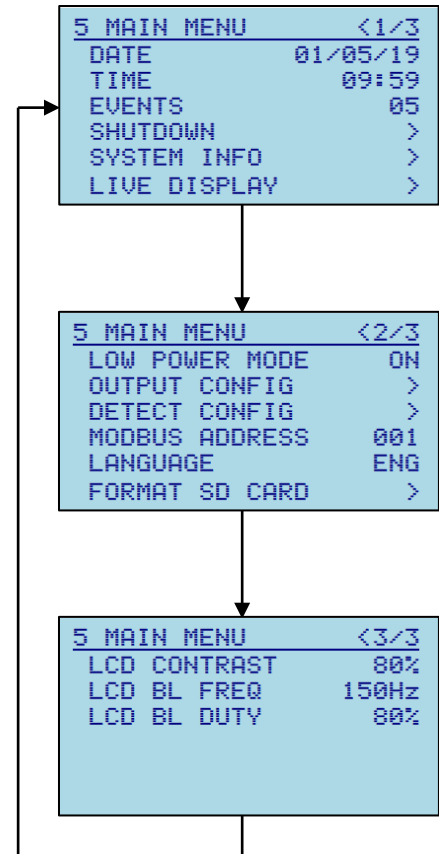 5 MAIN MENU <1/3
DATE 01/05/19
TIME 09:59
EVENTS 05
SHUTDOWN >
SYSTEM INFO >
LIVE DISPLAY >
5 MAIN MENU <2/3
LOW POWER MODE ON
OUTPUT CONFIG >
DETECT CONFIG >
MODBUS ADDRESS 001
LANGUAGE ENG
FORMAT SD CARD >
5 MAIN MENU <3/3
LCD CONTRAST 80%
LCD BL FREQ 150Hz
LCD BL DUTY 80%